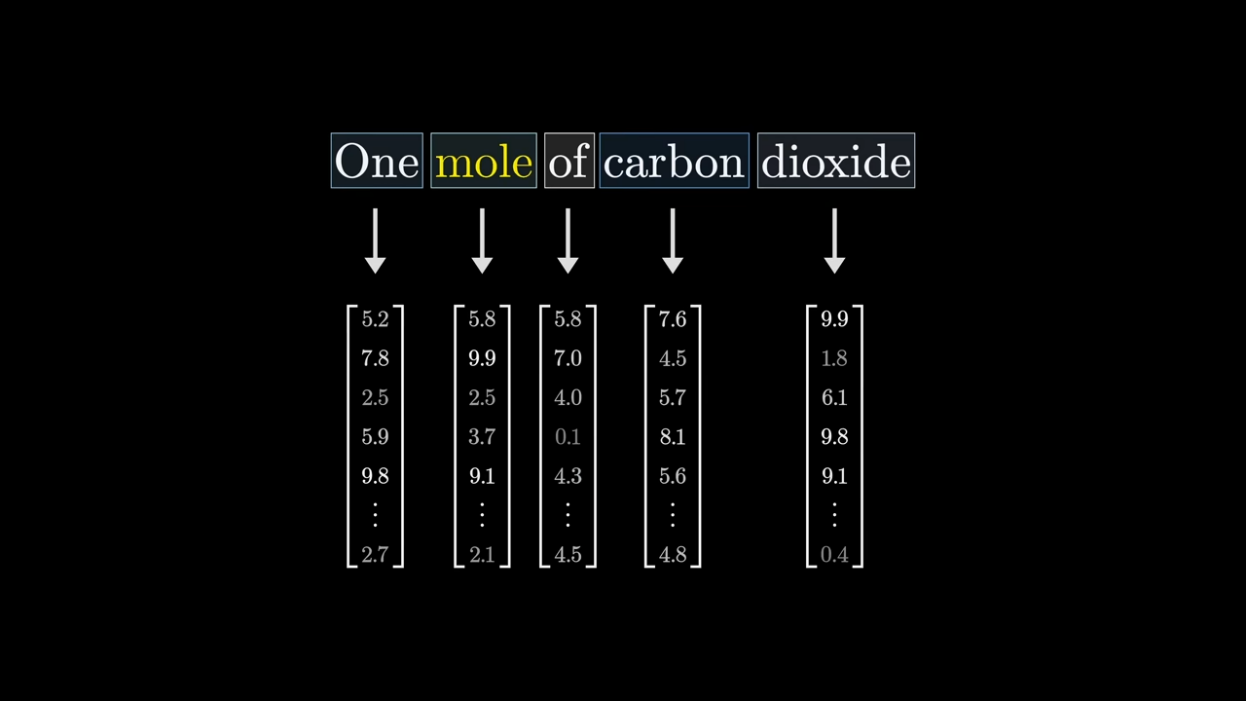 One mole of carbon dioxide
5.2 5.8 5.8 7.6 9.9
7.8 9.9 7.0 4.5 1.8
2.5 2.5 4.0 5.7 6.1
5.9 3.7 0.1 8.1 9.8
9.8 9.1 4.3 5.6 9.1
⋮ ⋮ ⋮ ⋮ ⋮
2.7 2.1 4.5 4.8 0.4